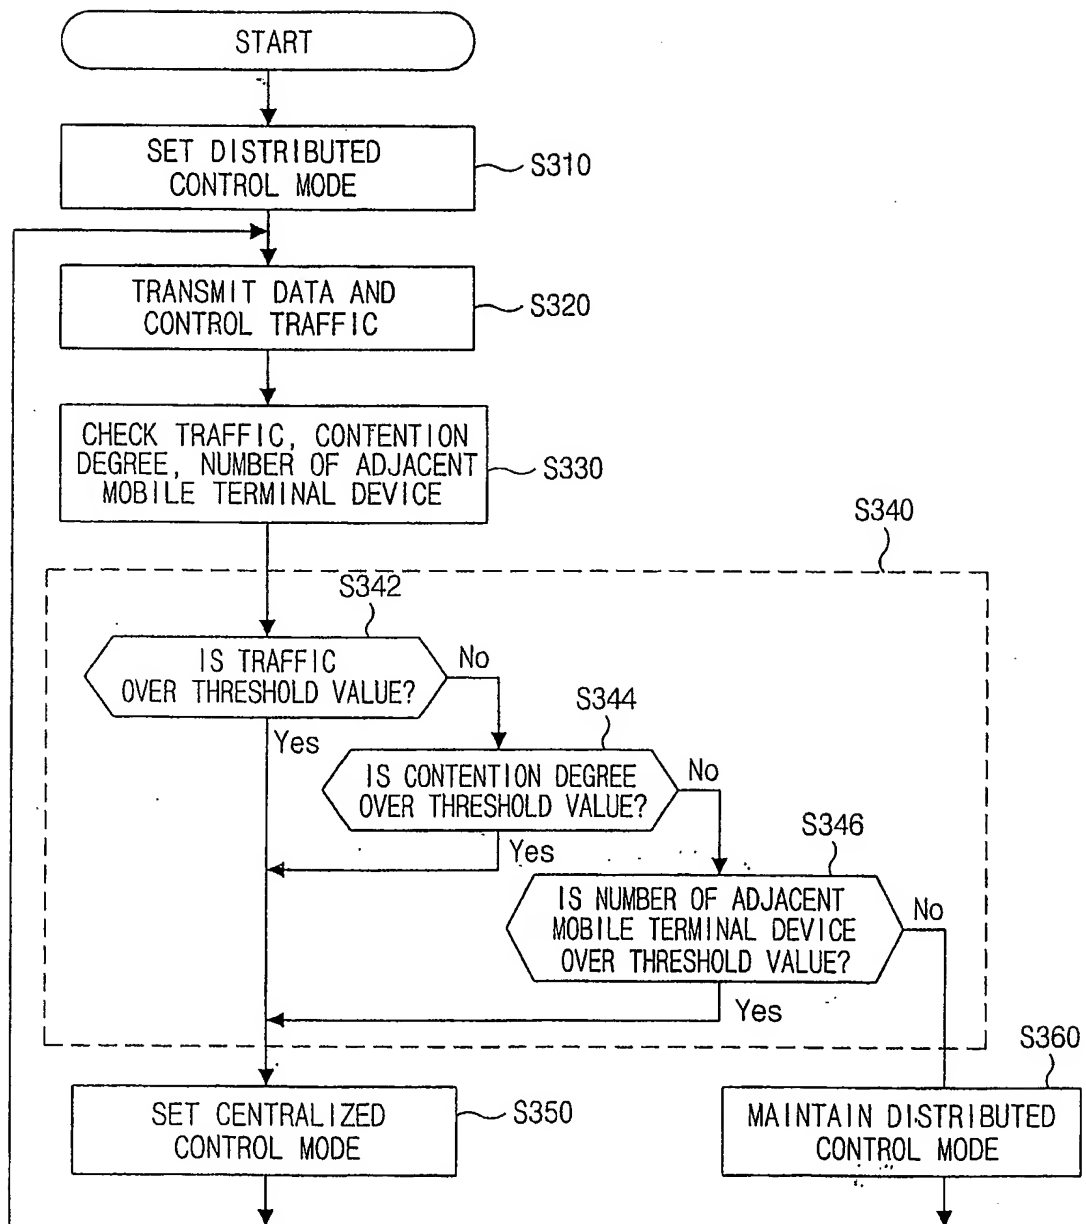 START
SET DISTRIBUTED
CONTROL MODE
S310
TRANSMIT DATA AND
CONTROL TRAFFIC
S320
CHECK TRAFFIC, CONTENTION
DEGREE, NUMBER OF ADJACENT
MOBILE TERMINAL DEVICE
S330
S340
S342
IS TRAFFIC
OVER THRESHOLD VALUE?
No
Yes
S344
IS CONTENTION DEGREE
OVER THRESHOLD VALUE?
No
Yes
S346
IS NUMBER OF ADJACENT
MOBILE TERMINAL DEVICE
OVER THRESHOLD VALUE?
No
Yes
SET CENTRALIZED
CONTROL MODE
S350
S360
MAINTAIN DISTRIBUTED
CONTROL MODE